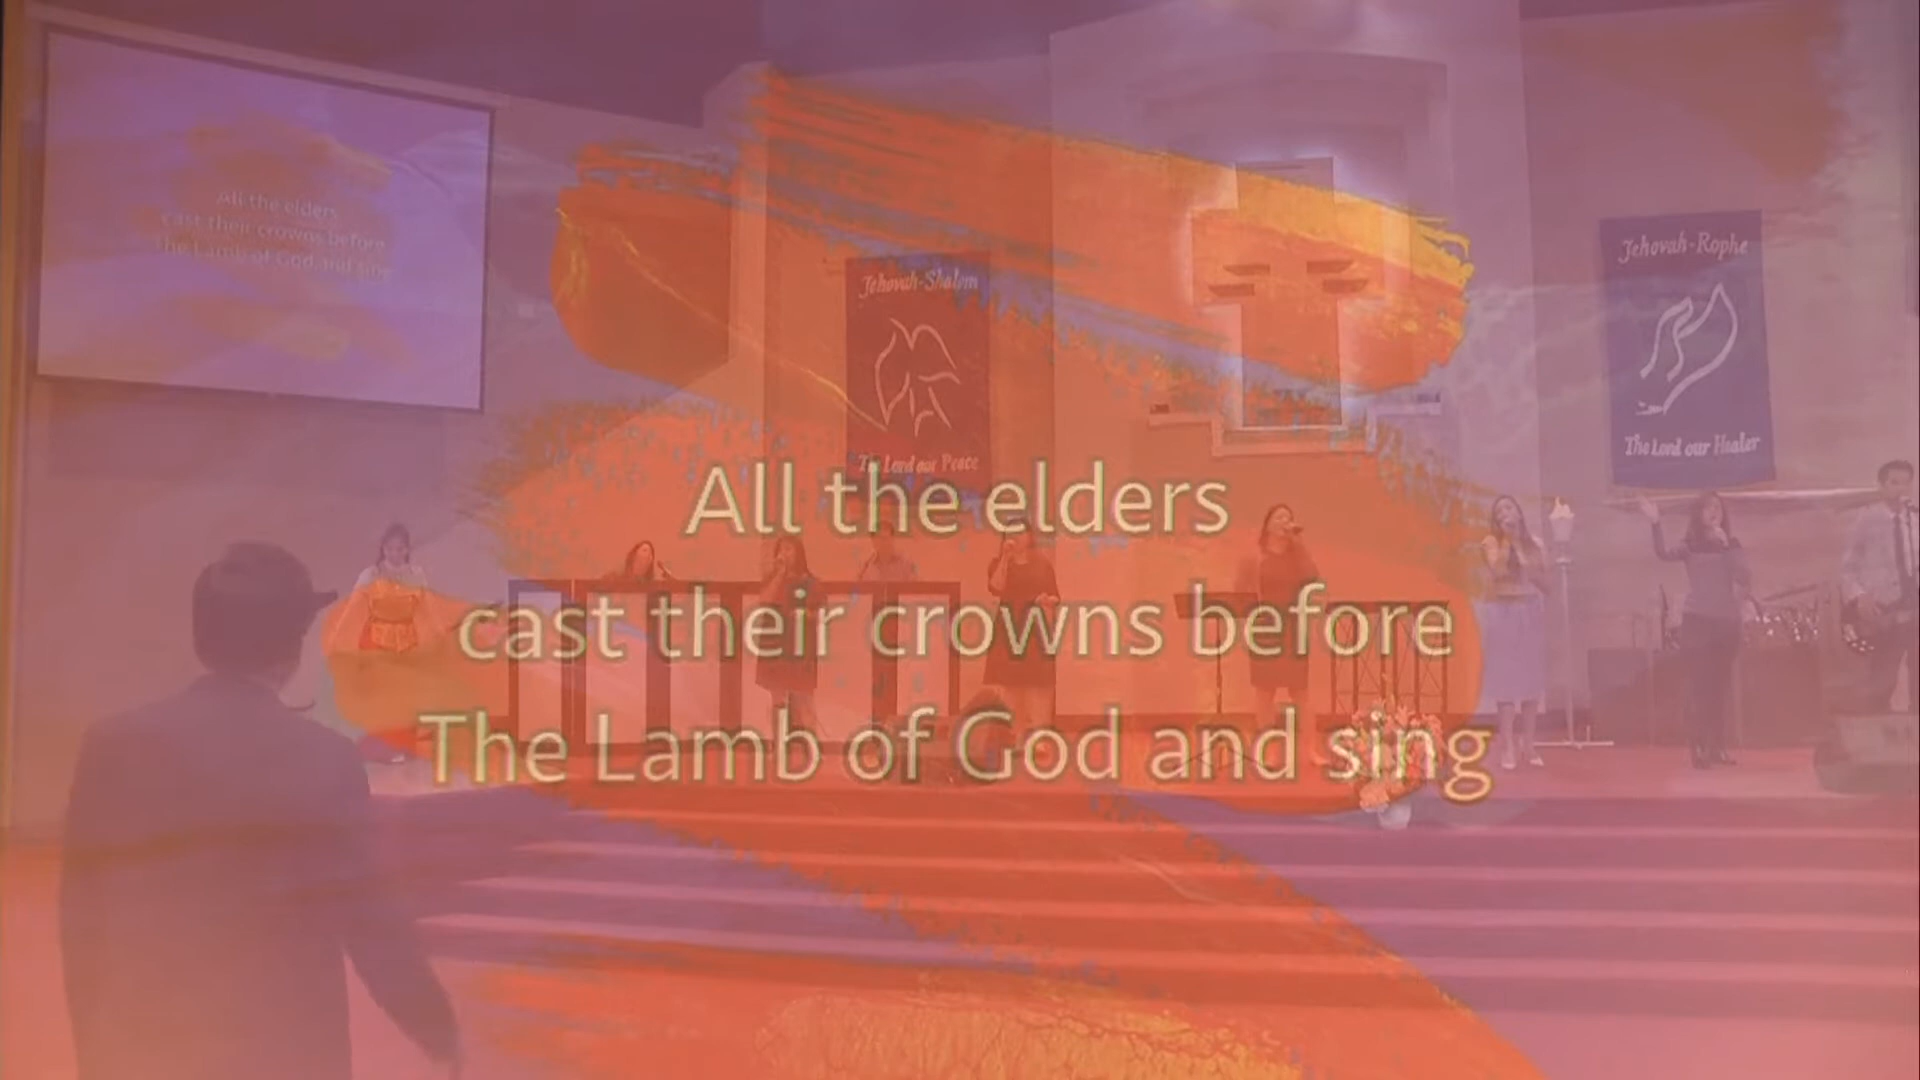 All the elders
cast their crowns before
The Lamb of God and sing
Jehovah-Shalom
The Lord our Peace
Jehovah-Rophe
The Lord our Healer
All the elders
cast their crowns before
The Lamb of God and sing